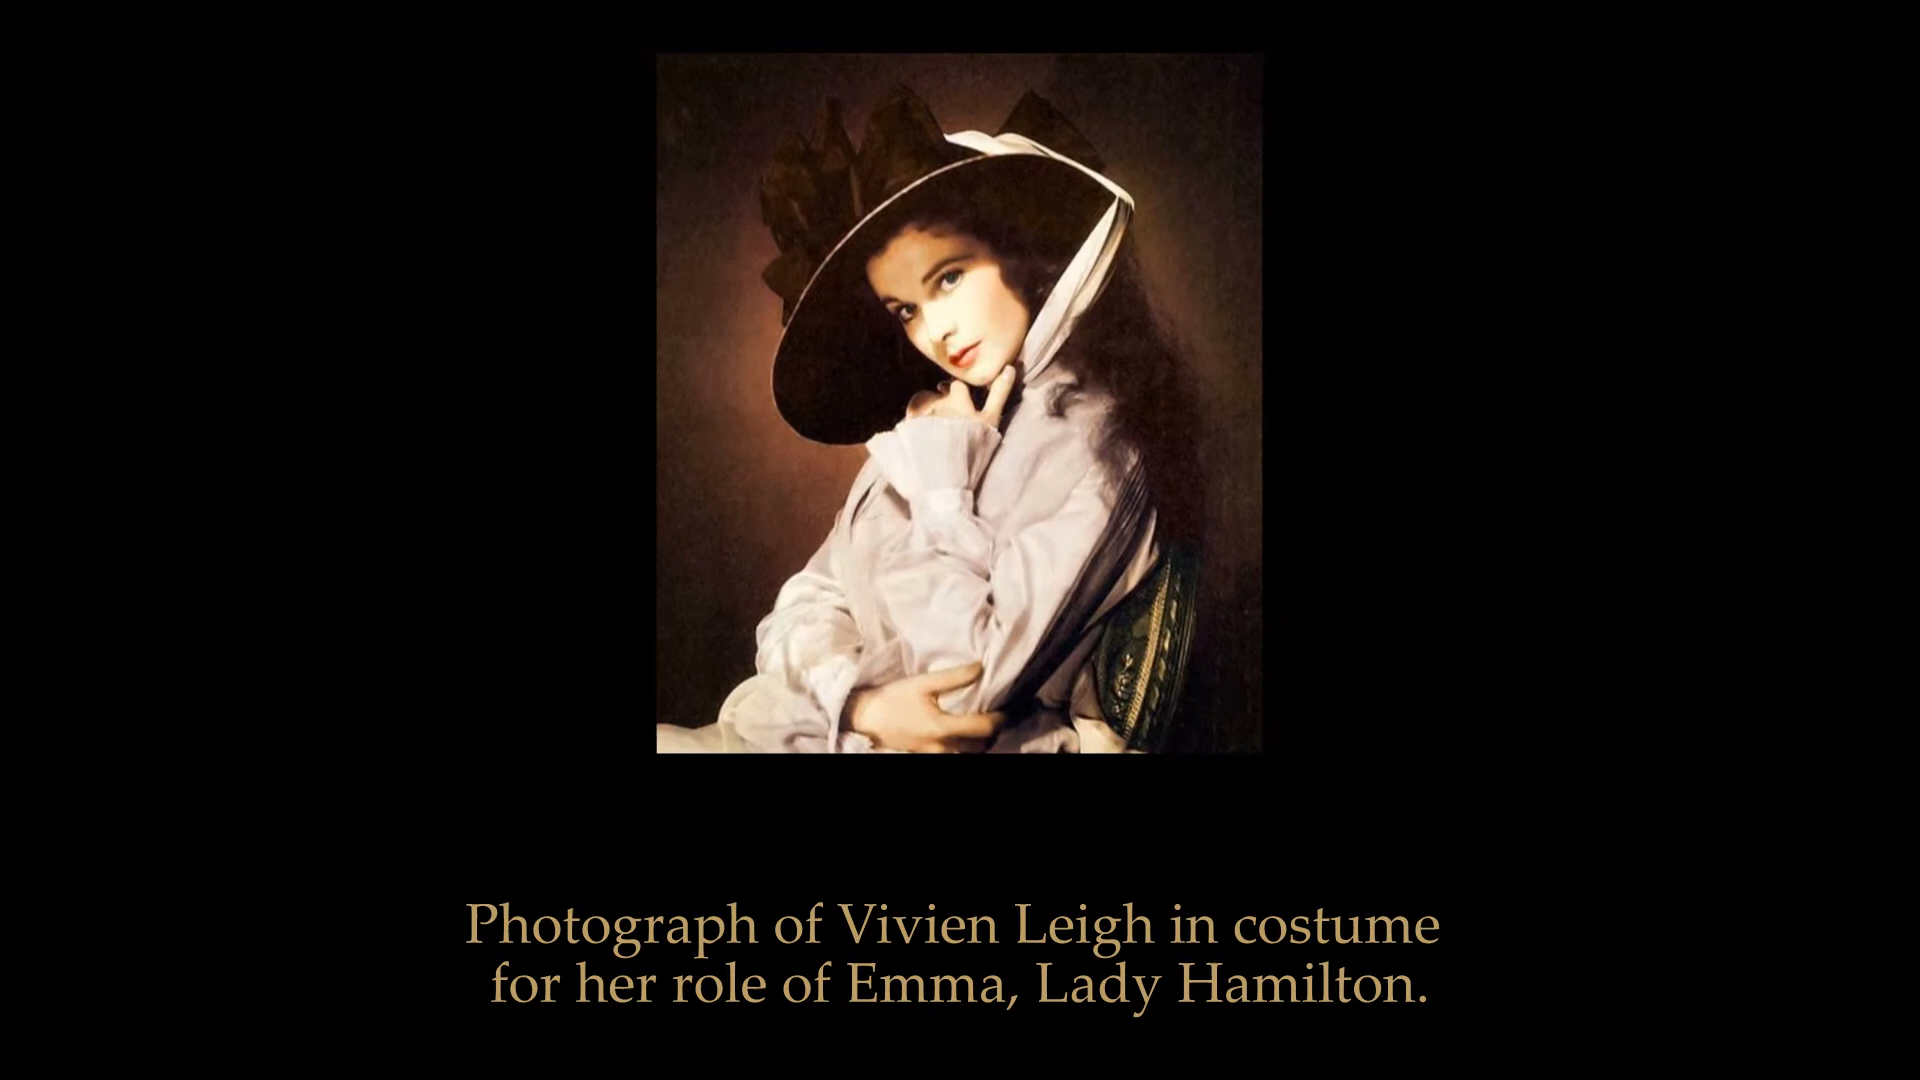 Photograph of Vivien Leigh in costume
for her role of Emma, Lady Hamilton.